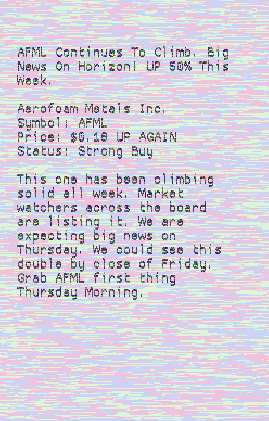 AFML Continues To Climb. Big
News On Horizon! UP 50% This
Week.
Aerofoam Metals Inc.
Symbol: AFML
Price: $0.10 UP AGAIN
Status: Strong Buy
This one has been climbing
solid all week. Market
watchers across the board
are listing it. We are
expecting big news on
Thursday. We could see this
double by close of Friday.
Grab AFML first thing
Thursday Morning.